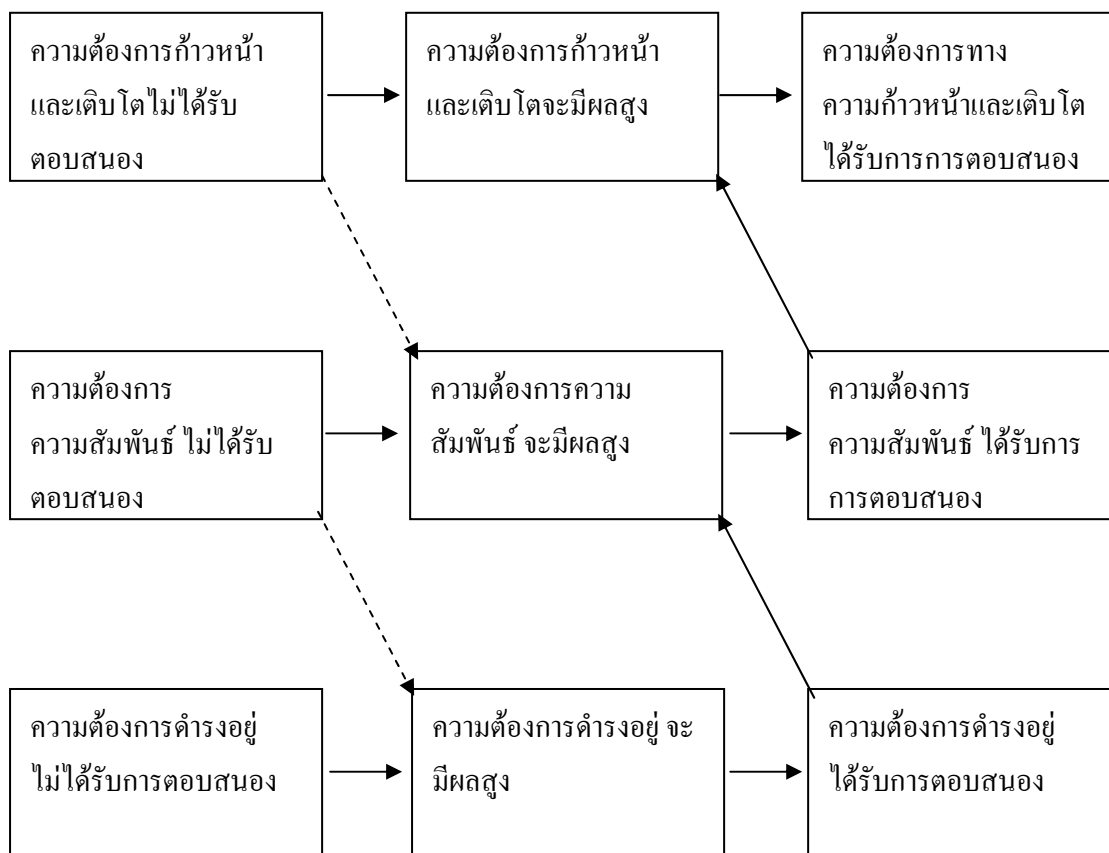 ความต้องการก้าวหน้า
และเติบโตไม่ได้รับ
ตอบสนอง
ความต้องการก้าวหน้า
และเติบโตจะมีผลสูง
ความต้องการทาง
ความก้าวหน้าและเติบโต
ได้รับการการตอบสนอง
ความต้องการ
ความสัมพันธ์ ไม่ได้รับ
ตอบสนอง
ความต้องการความ
สัมพันธ์ จะมีผลสูง
ความต้องการ
ความสัมพันธ์ ได้รับการ
การตอบสนอง
ความต้องการดำรงอยู่
ไม่ได้รับการตอบสนอง
ความต้องการดำรงอยู่ จะ
มีผลสูง
ความต้องการดำรงอยู่
ได้รับการตอบสนอง